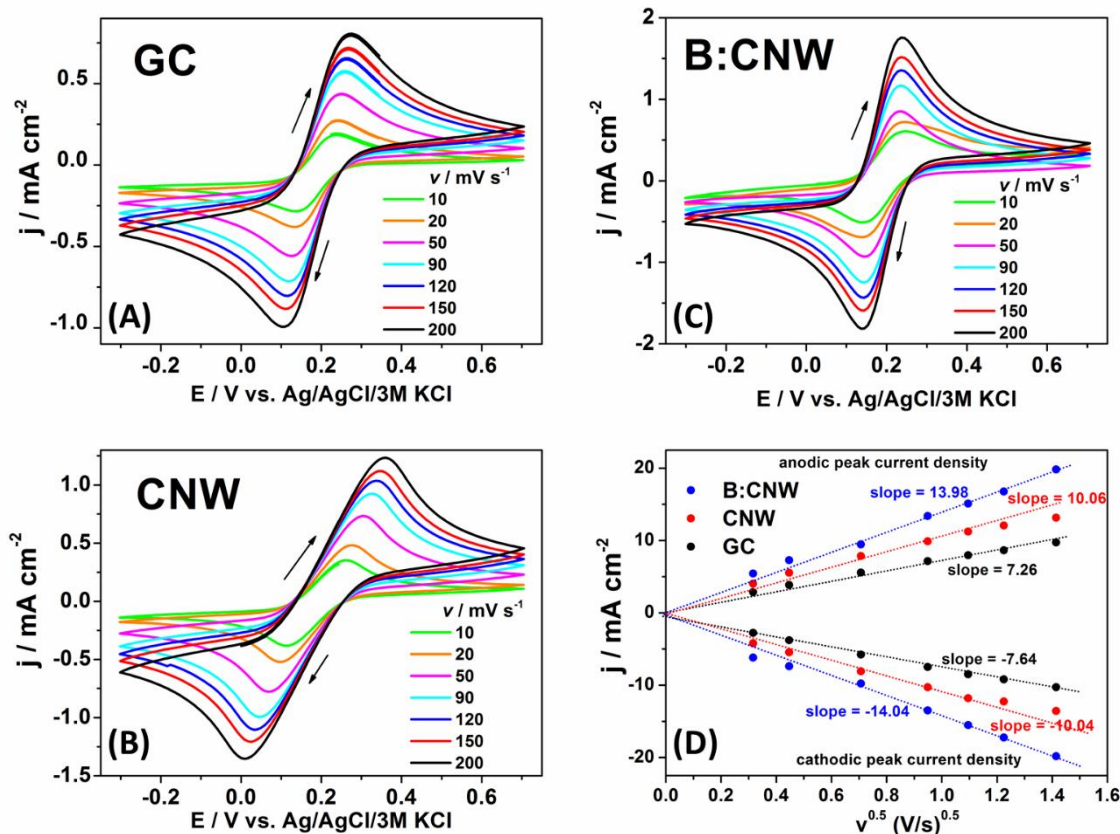 GC
j / mA cm⁻²
0.5
0.0
-0.5
-1.0
v / mV s⁻¹
10
20
50
90
120
150
200
(A)
-0.2 0.0 0.2 0.4 0.6
E / V vs. Ag/AgCl/3M KCl
B:CNW
j / mA cm⁻²
2
1
0
-1
-2
v / mV s⁻¹
10
20
50
90
120
150
200
(C)
-0.2 0.0 0.2 0.4 0.6
E / V vs. Ag/AgCl/3M KCl
CNW
j / mA cm⁻²
1.0
0.5
0.0
-0.5
-1.0
-1.5
v / mV s⁻¹
10
20
50
90
120
150
200
(B)
-0.2 0.0 0.2 0.4 0.6
E / V vs. Ag/AgCl/3M KCl
j / mA cm⁻²
20
10
0
-10
-20
anodic peak current density
B:CNW
CNW
GC
slope = 13.98
slope = 10.06
slope = 7.26
slope = -7.64
slope = -14.04
slope = -10.04
cathodic peak current density
(D)
0.0 0.2 0.4 0.6 0.8 1.0 1.2 1.4 1.6
v⁰·⁵ (V/s)⁰·⁵